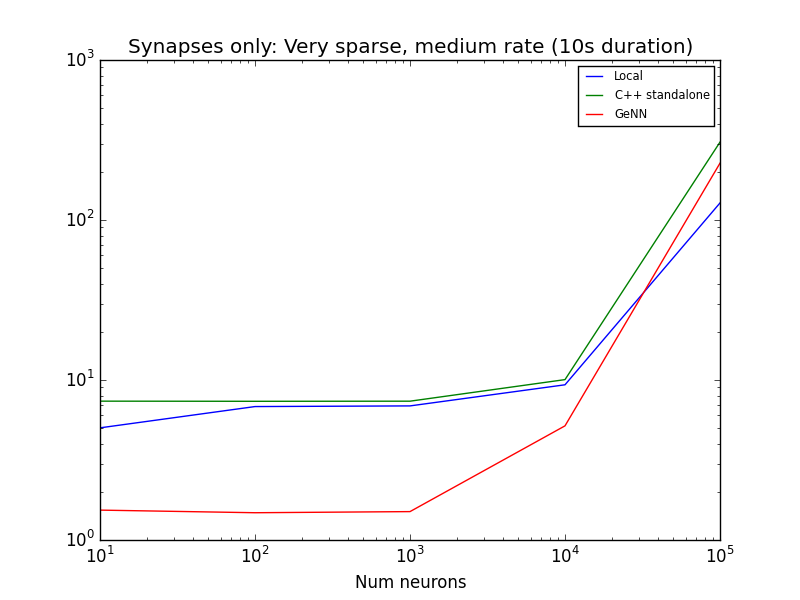 Synapses only: Very sparse, medium rate (10s duration)
10³
Local
C++ standalone
GeNN
10²
10¹
10⁰
10¹ 10² 10³ 10⁴ 10⁵
Num neurons